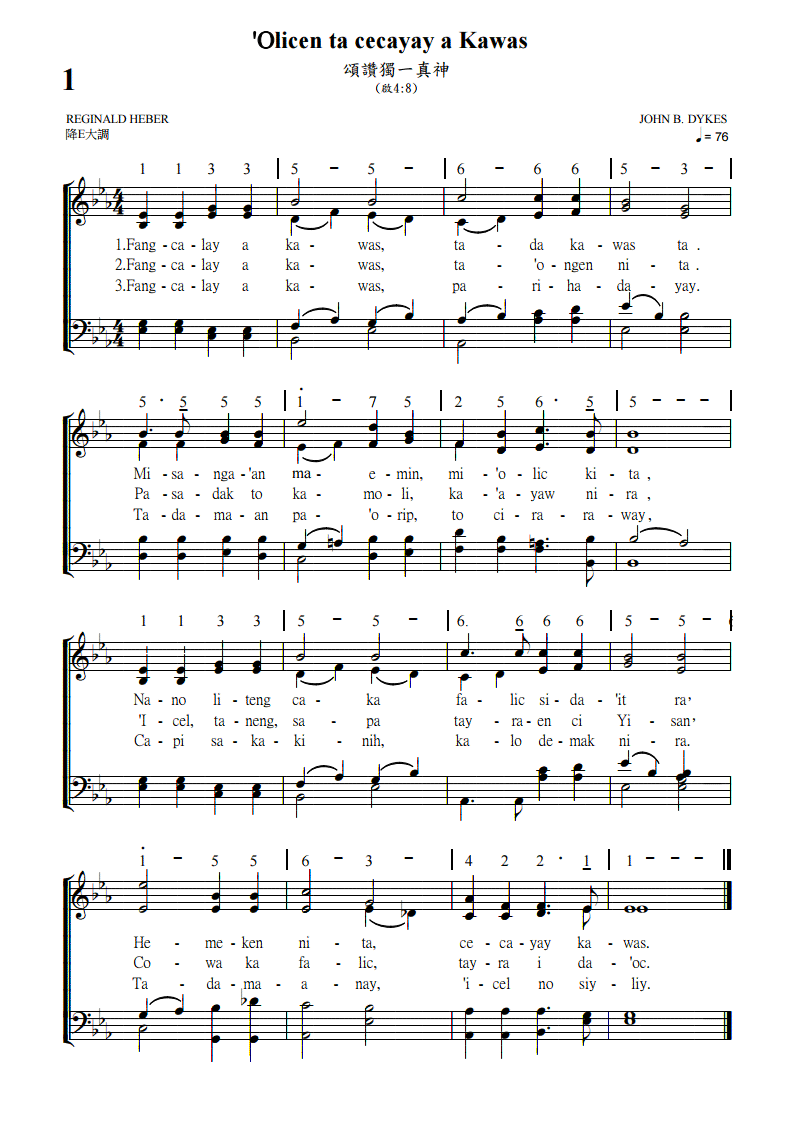 'Olicen ta cecayay a Kawas
頌讚獨一真神
1
（啟4:8）
REGINALD HEBER JOHN B. DYKES
降E大調 ♩ = 76
1 1 3 3 | 5 - 5 - | 6 - 6 6 | 5 - 3 - |
1.Fang - ca - lay a ka - was, ta - da kawas ta .
2.Fang - ca - lay a ka - was, ta - 'o - ngen ni - ta .
3.Fang - ca - lay a ka - was, pa - ri - ha - da - yay.
5 · 5 5 5 | i - 7 5 | 2 5 6 · 5 | 5 - - - |
Mi - sa - nga - 'an ma - e - min, mi - 'o - lic ki - ta ,
Pa - sa - dak to ka - mo - li, ka - 'a - yaw ni - ra ,
Ta - da - ma - an pa - 'o - rip, to ci - ra - ra - way,
1 1 3 3 | 5 - 5 - | 6. 6 6 6 | 5 - 5 -
Na - no li - teng ca - ka fa - lic si - da - 'it ra,
'I - cel, ta - neng, sa - pa tay - ra - en ci Yi - san,
Ca - pi sa - ka - ki - nih, ka - lo de - mak ni - ra.
i - 5 5 | 6 - 3 - | 4 2 2 · 1 | 1 - -
He - me - ken ni - ta, ce - ca - yay ka - was.
Co - wa ka fa - lic, tay - ra i da - 'oc.
Ta - da - ma - a - nay, 'i - cel no siy - liy.